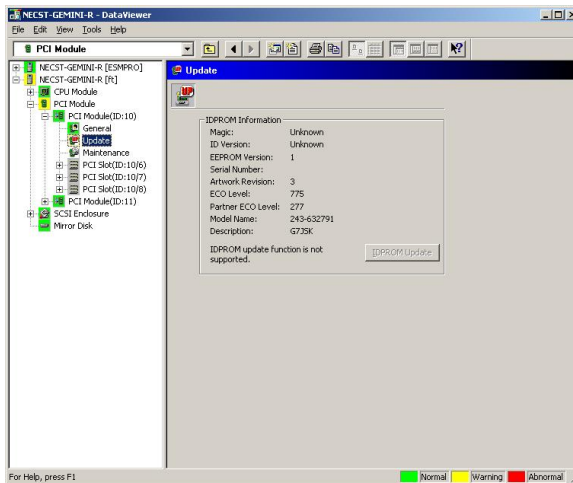 NECST-GEMINI-R - DataViewer
File Edit View Tools Help
PCI Module
NECST-GEMINI-R [ESMPRO]
NECST-GEMINI-R [ft]
CPU Module
PCI Module
PCI Module(ID:10)
General
Update
Maintenance
PCI Slot(ID:10/6)
PCI Slot(ID:10/7)
PCI Slot(ID:10/8)
PCI Module(ID:11)
SCSI Enclosure
Mirror Disk
Update
IDPROM Information
Magic: Unknown
ID Version: Unknown
EEPROM Version: 1
Serial Number:
Artwork Revision: 3
ECO Level: 775
Partner ECO Level: 277
Model Name: 243-632791
Description: G7JSK
IDPROM update function is not
supported.
IDPROM Update
For Help, press F1
Normal Warning Abnormal